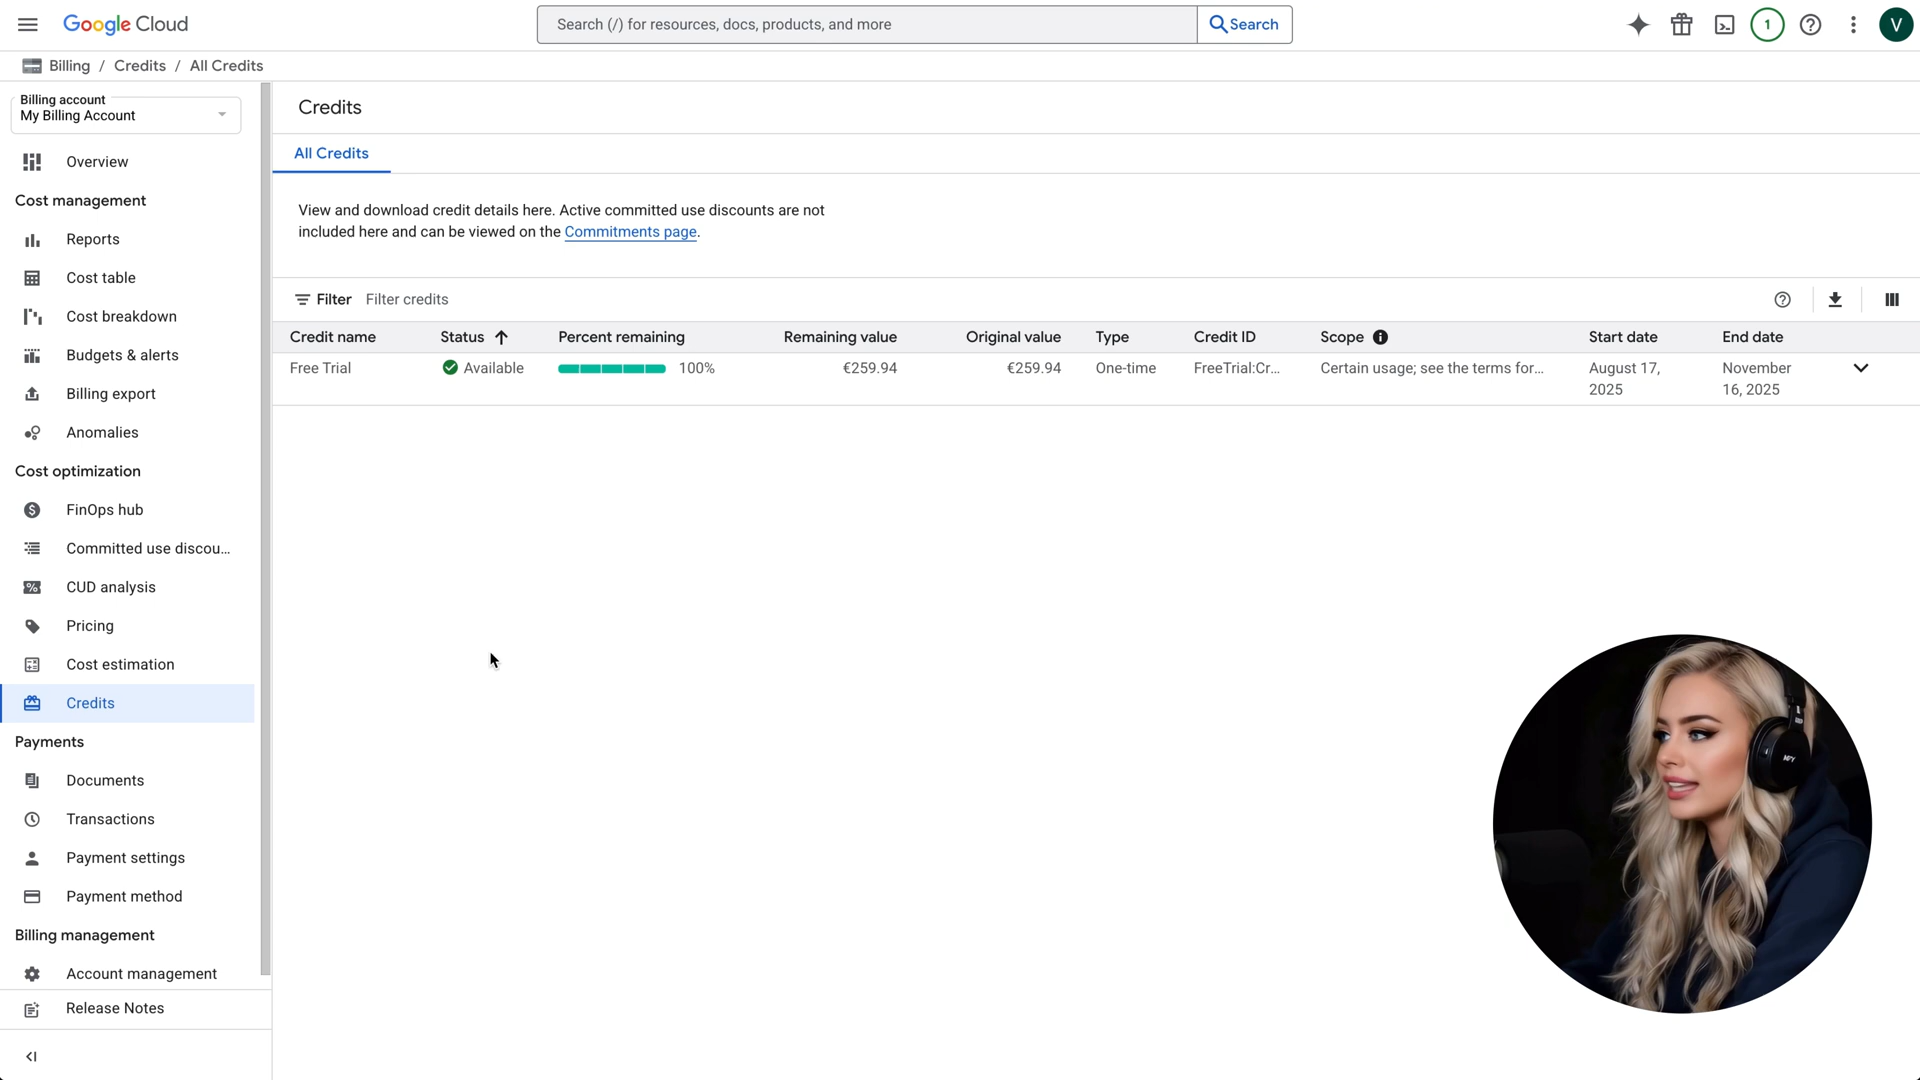 Google Cloud
Search (/) for resources, docs, products, and more
Search
1
V
Billing / Credits / All Credits
Billing account
My Billing Account
Overview
Cost management
Reports
Cost table
Cost breakdown
Budgets & alerts
Billing export
Anomalies
Cost optimization
FinOps hub
Committed use discou...
CUD analysis
Pricing
Cost estimation
Credits
Payments
Documents
Transactions
Payment settings
Payment method
Billing management
Account management
Release Notes
Credits
All Credits
View and download credit details here. Active committed use discounts are not
included here and can be viewed on the Commitments page.
Filter Filter credits
Credit name Status Percent remaining Remaining value Original value Type Credit ID Scope Start date End date
Free Trial Available 100% €259.94 €259.94 One-time FreeTrial:Cr... Certain usage; see the terms for... August 17, November
2025 16, 2025